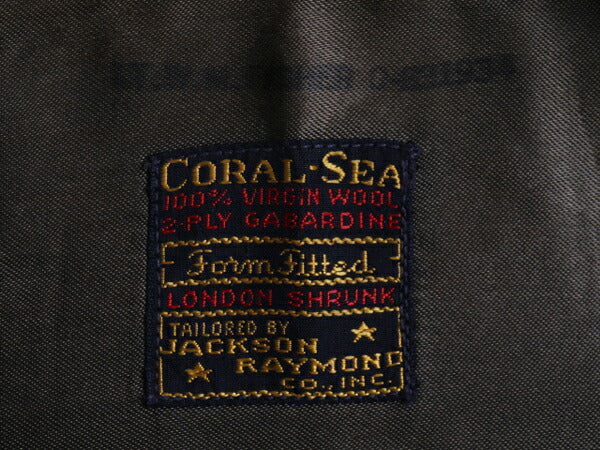 CORAL-SEA
100% VIRGIN WOOL
2-PLY GABARDINE
Form Fitted
LONDON SHRUNK
TAILORED BY
JACKSON
RAYMOND
CO., INC.